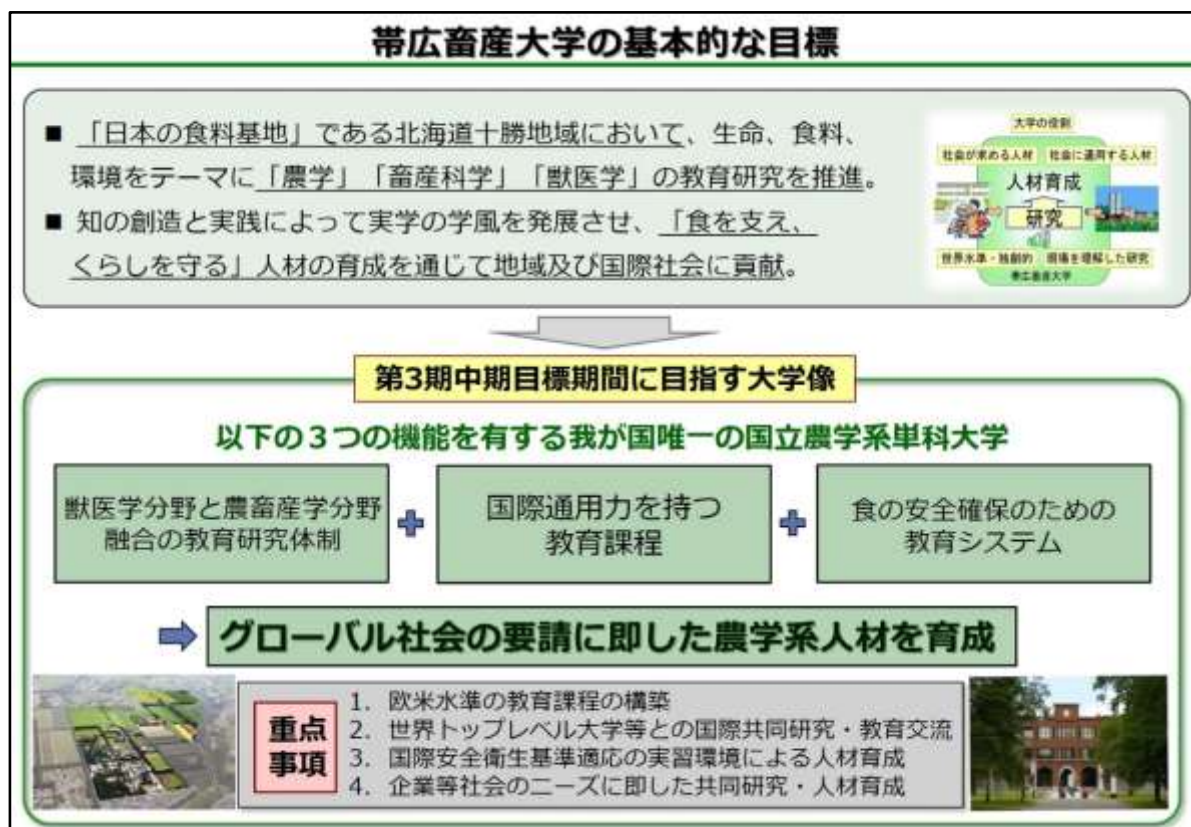 帯広畜産大学の基本的な目標
■ 「日本の食料基地」である北海道十勝地域において、生命、食料、
環境をテーマに「農学」「畜産科学」「獣医学」の教育研究を推進。
■ 知の創造と実践によって実学の学風を発展させ、「食を支え、
くらしを守る」人材の育成を通じて地域及び国際社会に貢献。
大学の役割
社会が求める人材 社会に通用する人材
人材育成
研究
世界水準・独創的 現場を理解した研究
帯広畜産大学
第3期中期目標期間に目指す大学像
以下の３つの機能を有する我が国唯一の国立農学系単科大学
獣医学分野と農畜産学分野
融合の教育研究体制
+
国際通用力を持つ
教育課程
+
食の安全確保のための
教育システム
グローバル社会の要請に即した農学系人材を育成
重点
事項
1. 欧米水準の教育課程の構築
2. 世界トップレベル大学等との国際共同研究・教育交流
3. 国際安全衛生基準適応の実習環境による人材育成
4. 企業等社会のニーズに即した共同研究・人材育成